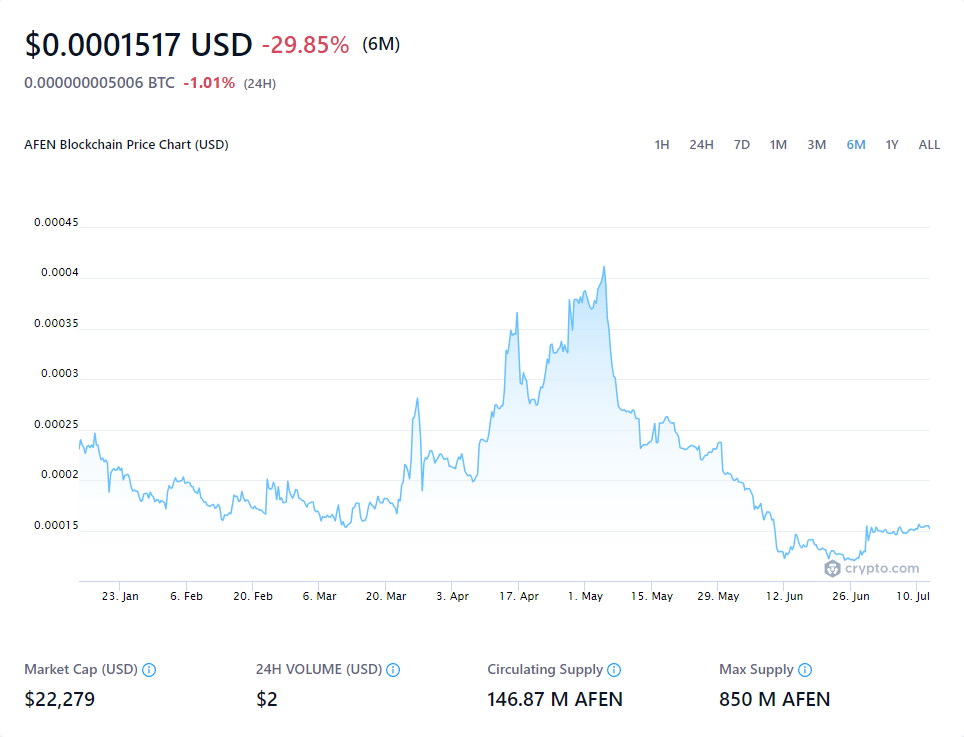 $0.0001517 USD -29.85% (6M)
0.000000005006 BTC -1.01% (24H)
AFEN Blockchain Price Chart (USD)
1H 24H 7D 1M 3M 6M 1Y ALL
0.00045
0.0004
0.00035
0.0003
0.00025
0.0002
0.00015
crypto.com
23. Jan 6. Feb 20. Feb 6. Mar 20. Mar 3. Apr 17. Apr 1. May 15. May 29. May 12. Jun 26. Jun 10. Jul
Market Cap (USD) 24H VOLUME (USD) Circulating Supply Max Supply
$22,279 $2 146.87 M AFEN 850 M AFEN